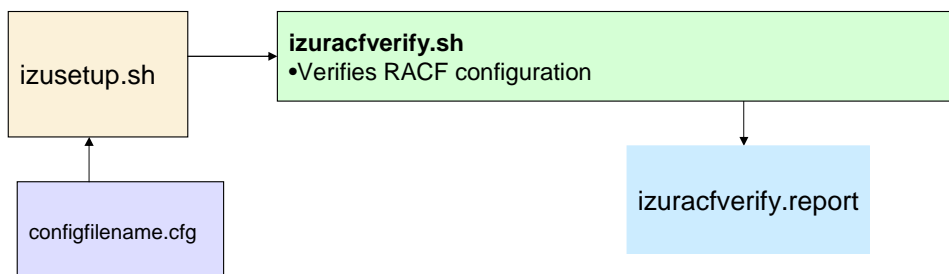 izusetup.sh
izuracfverify.sh
•Verifies RACF configuration
configfilename.cfg
izuracfverify.report